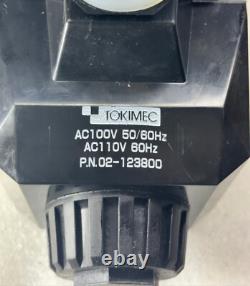 TOKIMEC
AC100V 50/60Hz
AC110V 60Hz
P.N.02-123800